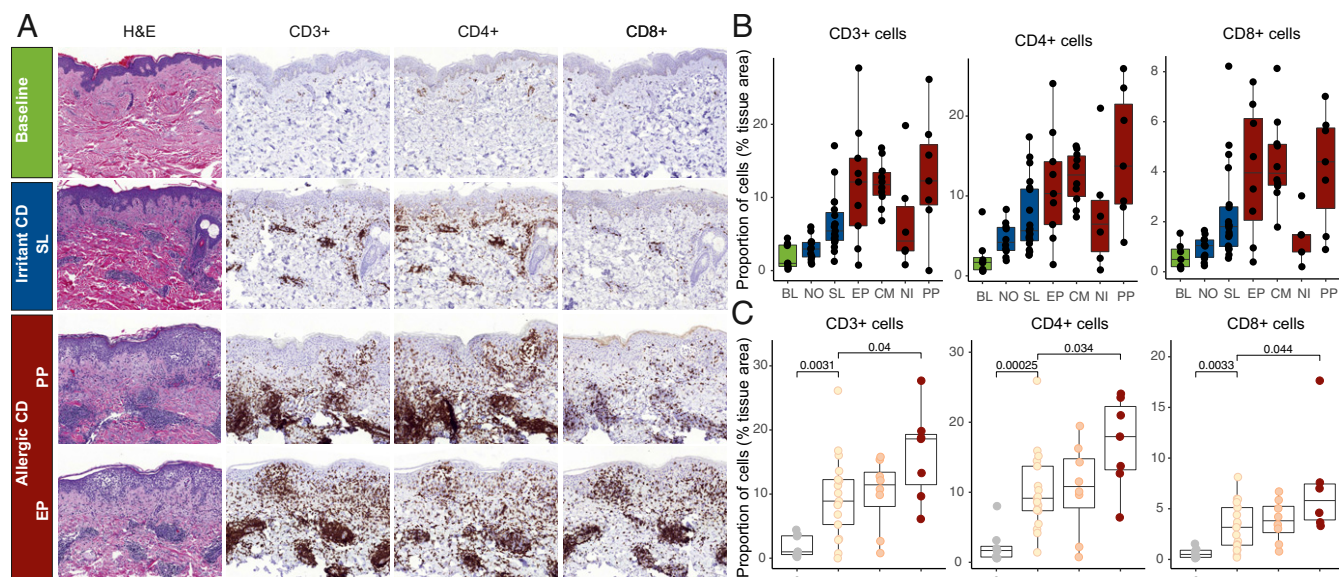 A
H&E CD3+ CD4+ CD8+
Baseline
Irritant CD
SL
Allergic CD
PP
EP
B
CD3+ cells CD4+ cells CD8+ cells
Proportion of cells (% tissue area)
20
10
0
20
10
0
8
6
4
2
0
BL NO SL EP CM NI PP
BL NO SL EP CM NI PP
BL NO SL EP CM NI PP
C
CD3+ cells CD4+ cells CD8+ cells
Proportion of cells (% tissue area)
30
20
10
0
0.0031
0.04
30
20
10
0
0.00025
0.034
20
15
10
5
0
0.0033
0.044